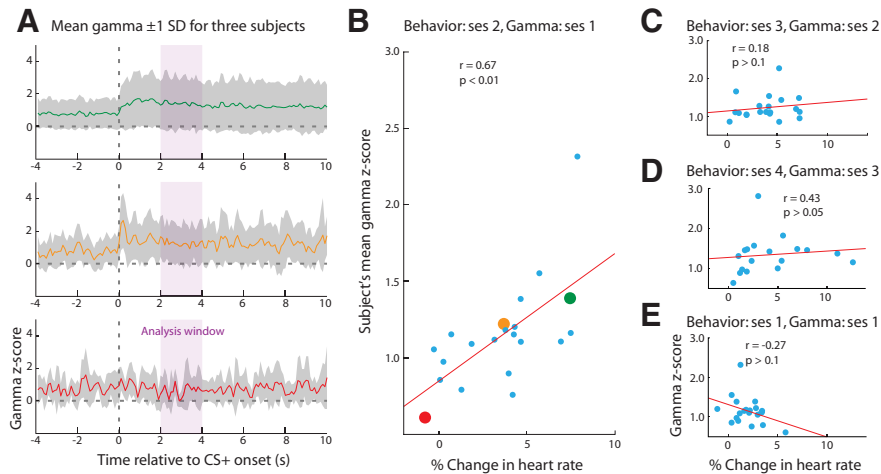 A
Mean gamma ±1 SD for three subjects
4
2
0
-4 -2 0 2 4 6 8 10
4
2
0
-4 -2 0 2 4 6 8 10
Analysis window
4
2
0
-4 -2 0 2 4 6 8 10
Gamma z-score
Time relative to CS+ onset (s)
B
Behavior: ses 2, Gamma: ses 1
r = 0.67
p < 0.01
3.0
2.5
2.0
1.5
1.0
0 5 10
Subject's mean gamma z-score
% Change in heart rate
C
Behavior: ses 3, Gamma: ses 2
r = 0.18
p > 0.1
3.0
2.0
1.0
0 5 10
D
Behavior: ses 4, Gamma: ses 3
r = 0.43
p > 0.05
3.0
2.0
1.0
0 5 10
E
Behavior: ses 1, Gamma: ses 1
r = -0.27
p > 0.1
3.0
2.0
1.0
0 5 10
Gamma z-score
% Change in heart rate